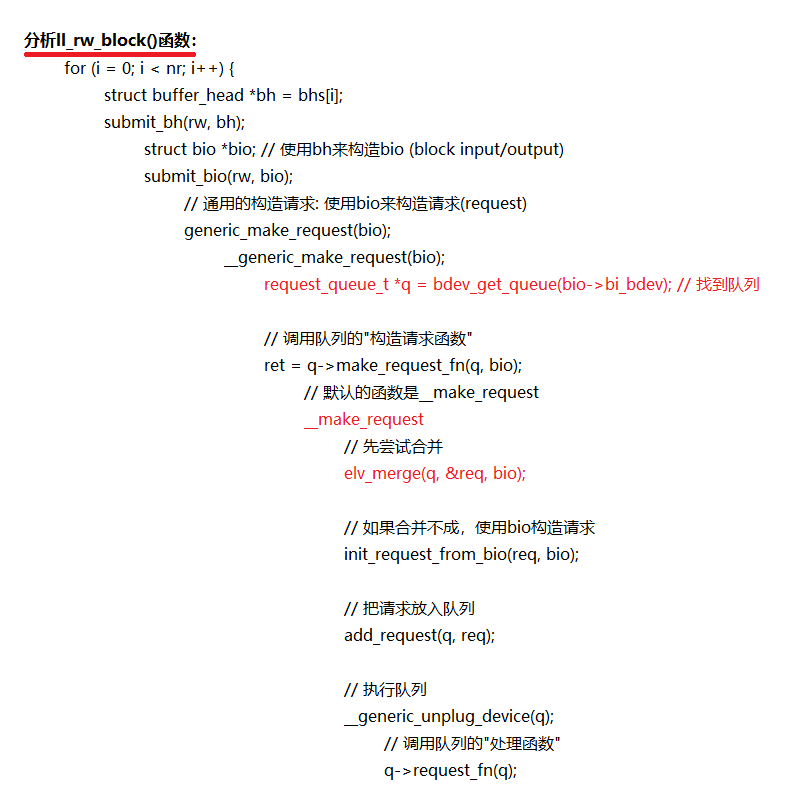 分析ll_rw_block()函数：
for (i = 0; i < nr; i++) {
struct buffer_head *bh = bhs[i];
submit_bh(rw, bh);
struct bio *bio; // 使用bh来构造bio (block input/output)
submit_bio(rw, bio);
// 通用的构造请求: 使用bio来构造请求(request)
generic_make_request(bio);
__generic_make_request(bio);
request_queue_t *q = bdev_get_queue(bio->bi_bdev); // 找到队列
// 调用队列的"构造请求函数"
ret = q->make_request_fn(q, bio);
// 默认的函数是__make_request
__make_request
// 先尝试合并
elv_merge(q, &req, bio);
// 如果合并不成，使用bio构造请求
init_request_from_bio(req, bio);
// 把请求放入队列
add_request(q, req);
// 执行队列
__generic_unplug_device(q);
// 调用队列的"处理函数"
q->request_fn(q);